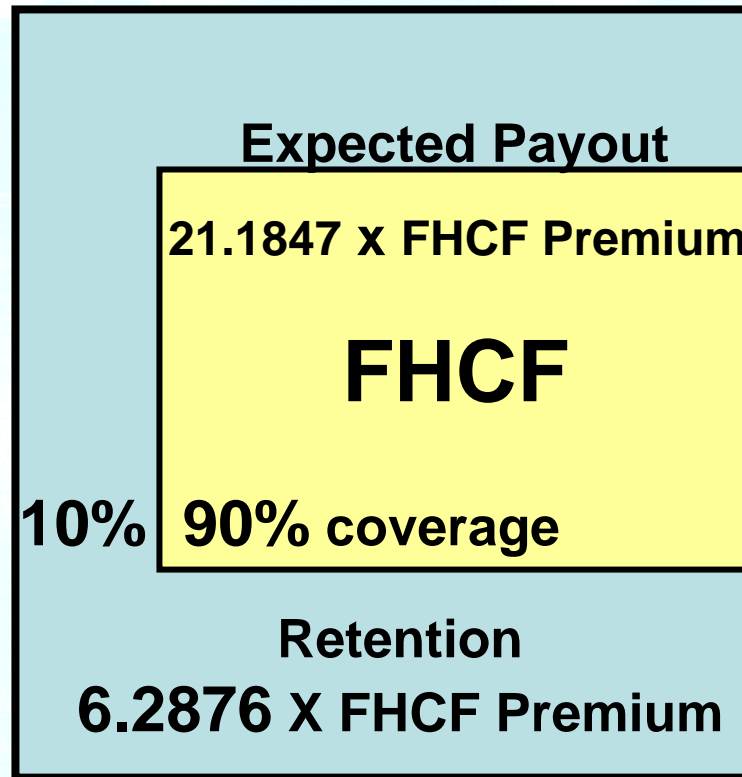 Expected Payout
21.1847 x FHCF Premium
FHCF
10% 90% coverage
Retention
6.2876 X FHCF Premium